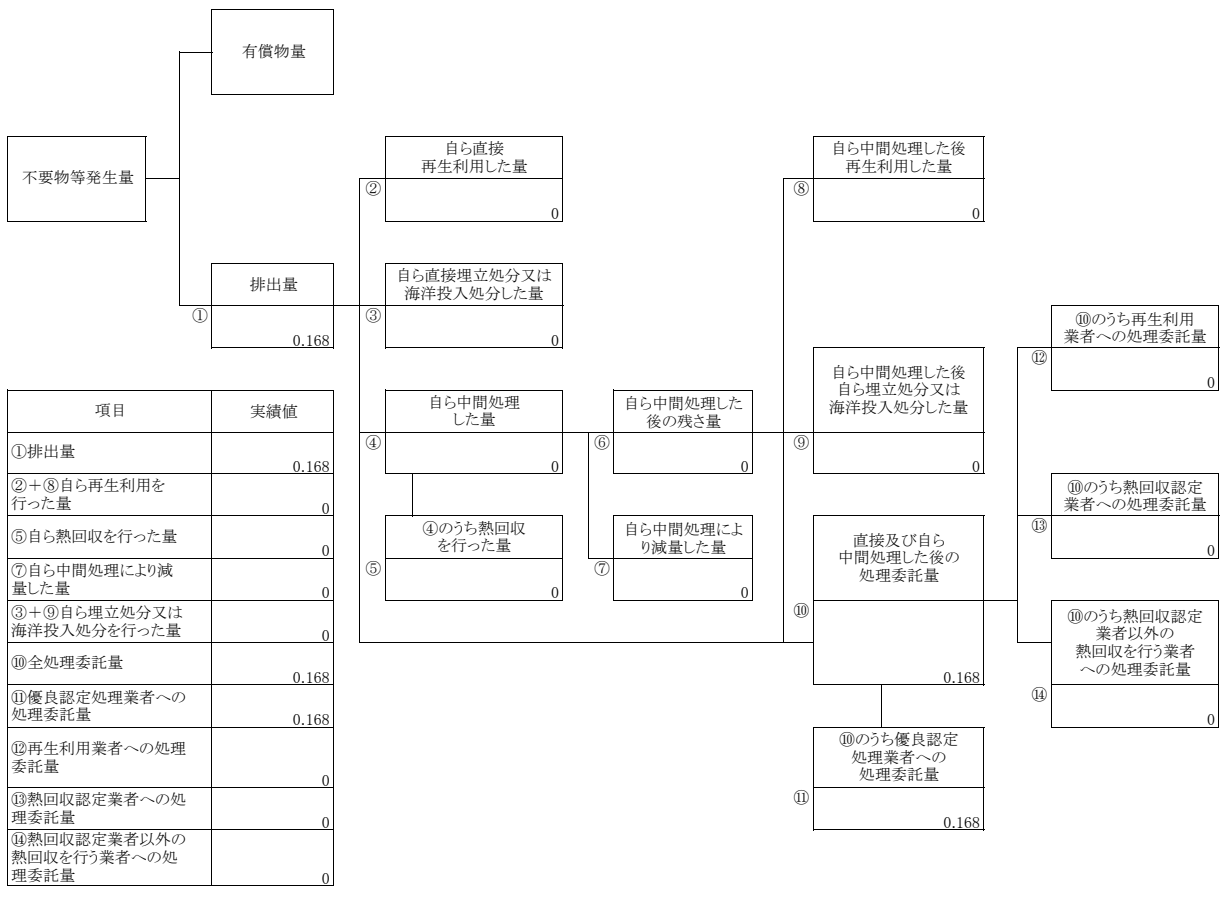 有償物量
不要物等発生量
排出量
①
0.168
自ら直接
再生利用した量
②
0
自ら直接埋立処分又は
海洋投入処分した量
③
0
自ら中間処理
した量
④
0
④のうち熱回収
を行った量
⑤
0
自ら中間処理した
後の残さ量
⑥
0
自ら中間処理によ
り減量した量
⑦
0
自ら中間処理した後
再生利用した量
⑧
0
自ら中間処理した後
自ら埋立処分又は
海洋投入処分した量
⑨
0
直接及び自ら
中間処理した後の
処理委託量
⑩
0.168
⑩のうち優良認定
処理業者への
処理委託量
⑪
0.168
⑩のうち再生利用
業者への処理委託量
⑫
0
⑩のうち熱回収認定
業者への処理委託量
⑬
0
⑩のうち熱回収認定
業者以外の
熱回収を行う業者
への処理委託量
⑭
0
項目 実績値
①排出量
0.168
②+⑧自ら再生利用を
行った量
0
⑤自ら熱回収を行った量
0
⑦自ら中間処理により減
量した量
0
③+⑨自ら埋立処分又は
海洋投入処分を行った量
0
⑩全処理委託量
0.168
⑪優良認定処理業者への
処理委託量
0.168
⑫再生利用業者への処理
委託量
0
⑬熱回収認定業者への処
理委託量
0
⑭熱回収認定業者以外の
熱回収を行う業者への処
理委託量
0